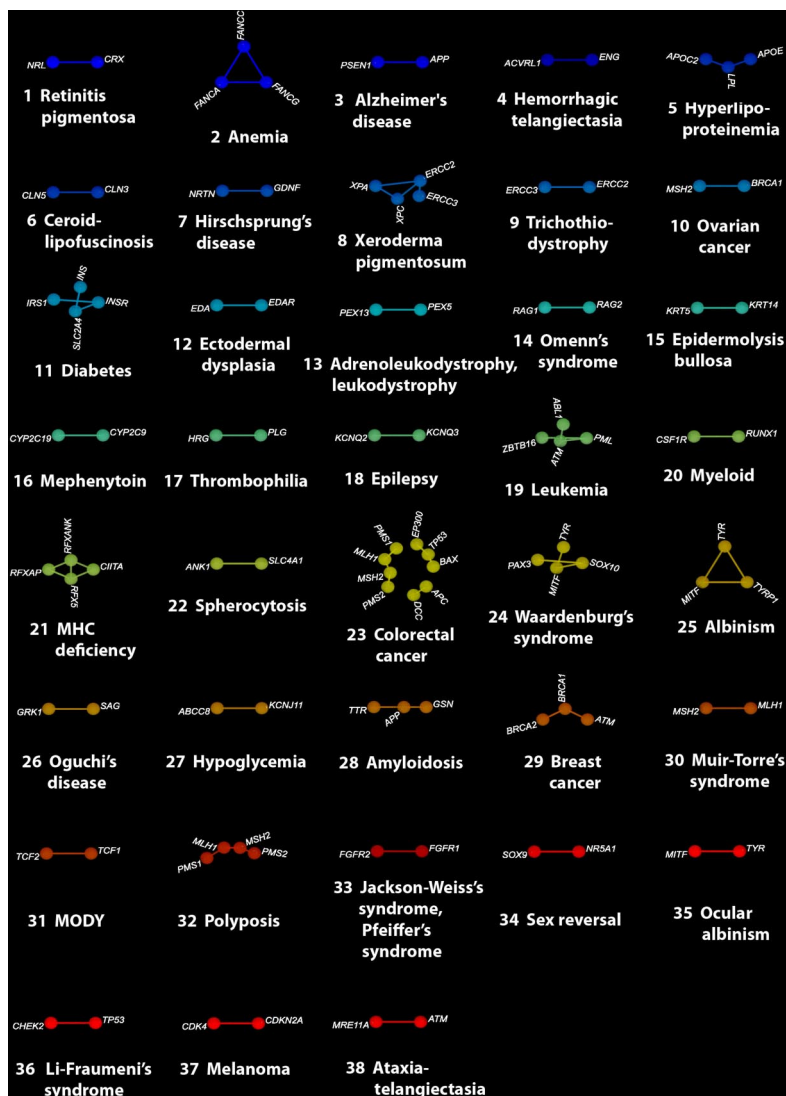 NRL CRX
1 Retinitis
pigmentosa
FANCC
FANCA FANCG
2 Anemia
PSEN1 APP
3 Alzheimer's
disease
ACVRL1 ENG
4 Hemorrhagic
telangiectasia
APOC2 APOE
LPL
5 Hyperlipo-
proteinemia
CLN5 CLN3
6 Ceroid-
lipofuscinosis
NRTN GDNF
7 Hirschsprung's
disease
XPA ERCC2
XPC ERCC3
8 Xeroderma
pigmentosum
ERCC3 ERCC2
9 Trichothio-
dystrophy
MSH2 BRCA1
10 Ovarian
cancer
INS
IRS1 INSR
SLC2A4
11 Diabetes
EDA EDAR
12 Ectodermal
dysplasia
PEX13 PEX5
13 Adrenoleukodystrophy,
leukodystrophy
RAG1 RAG2
14 Omenn's
syndrome
KRT5 KRT14
15 Epidermolysis
bullosa
CYP2C19 CYP2C9
16 Mephenytoin
HRG PLG
17 Thrombophilia
KCNQ2 KCNQ3
18 Epilepsy
ABL1
ZBTB16 PML
ATM
19 Leukemia
CSF1R RUNX1
20 Myeloid
RFXANK
RFXAP CIITA
RFX5
21 MHC
deficiency
ANK1 SLC4A1
22 Spherocytosis
PMS1 EP300
MLH1 TP53
MSH2 BAX
PMS2 DCC APC
23 Colorectal
cancer
TYR
PAX3 SOX10
MITF
24 Waardenburg's
syndrome
TYR
MITF TYRP1
25 Albinism
GRK1 SAG
26 Oguchi's
disease
ABCC8 KCNJ11
27 Hypoglycemia
TTR GSN
APP
28 Amyloidosis
BRCA1
BRCA2 ATM
29 Breast
cancer
MSH2 MLH1
30 Muir-Torre's
syndrome
TCF2 TCF1
31 MODY
MLH1 MSH2
PMS1 PMS2
32 Polyposis
FGFR2 FGFR1
33 Jackson-Weiss's
syndrome,
Pfeiffer's
syndrome
SOX9 NR5A1
34 Sex reversal
MITF TYR
35 Ocular
albinism
CHEK2 TP53
36 Li-Fraumeni's
syndrome
CDK4 CDKN2A
37 Melanoma
MRE11A ATM
38 Ataxia-
telangiectasia